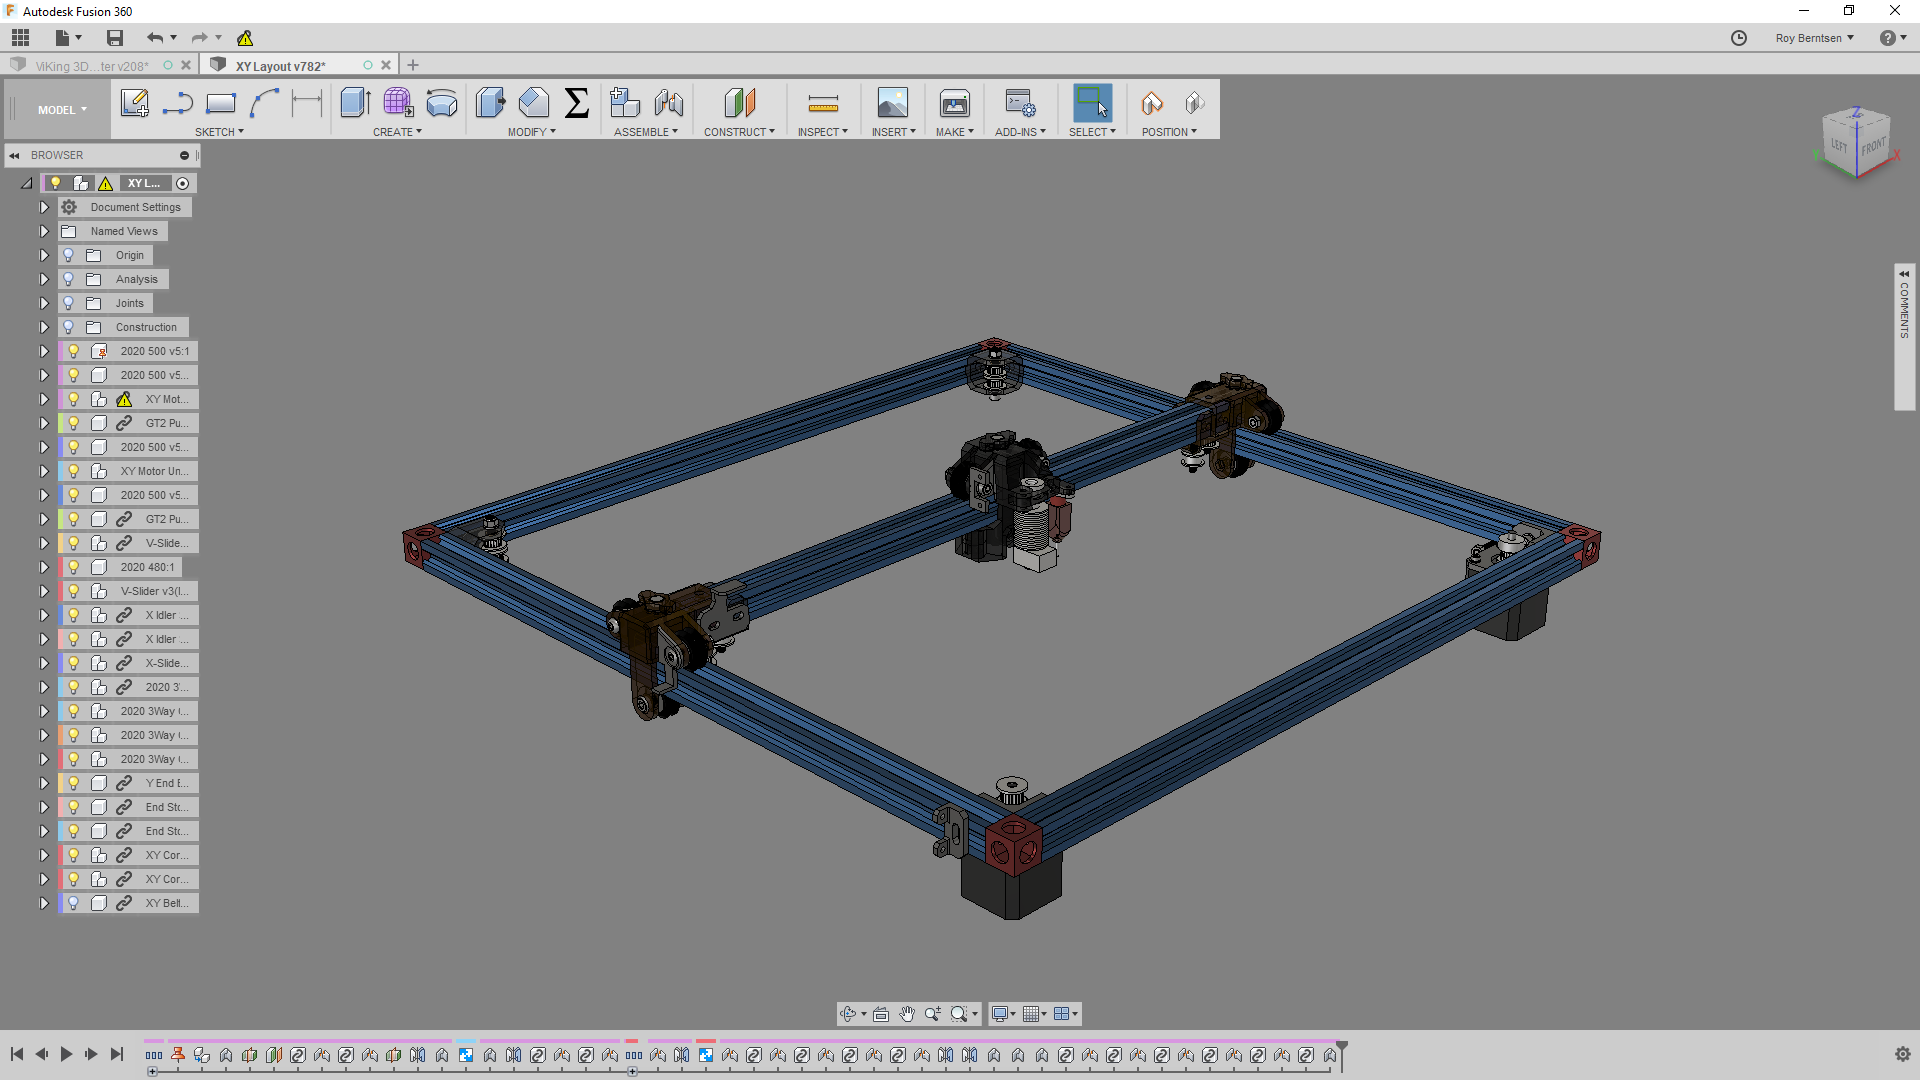 Autodesk Fusion 360
Roy Berntsen
ViKing 3D...ter v208*
XY Layout v782*
MODEL
SKETCH
CREATE
MODIFY
ASSEMBLE
CONSTRUCT
INSPECT
INSERT
MAKE
ADD-INS
SELECT
POSITION
Z
LEFT
FRONT
Y
X
BROWSER
XY L...
Document Settings
Named Views
Origin
Analysis
Joints
Construction
2020 500 v5:1
2020 500 v5...
XY Mot...
GT2 Pu...
2020 500 v5...
XY Motor Un...
2020 500 v5...
GT2 Pu...
V-Slide...
2020 480:1
V-Slider v3(l...
X Idler ...
X Idler ...
X-Slide...
2020 3'...
2020 3Way (...
2020 3Way (...
2020 3Way (...
Y End E...
End Stc...
End Stc...
XY Cor...
XY Cor...
XY Belt...
COMMENTS